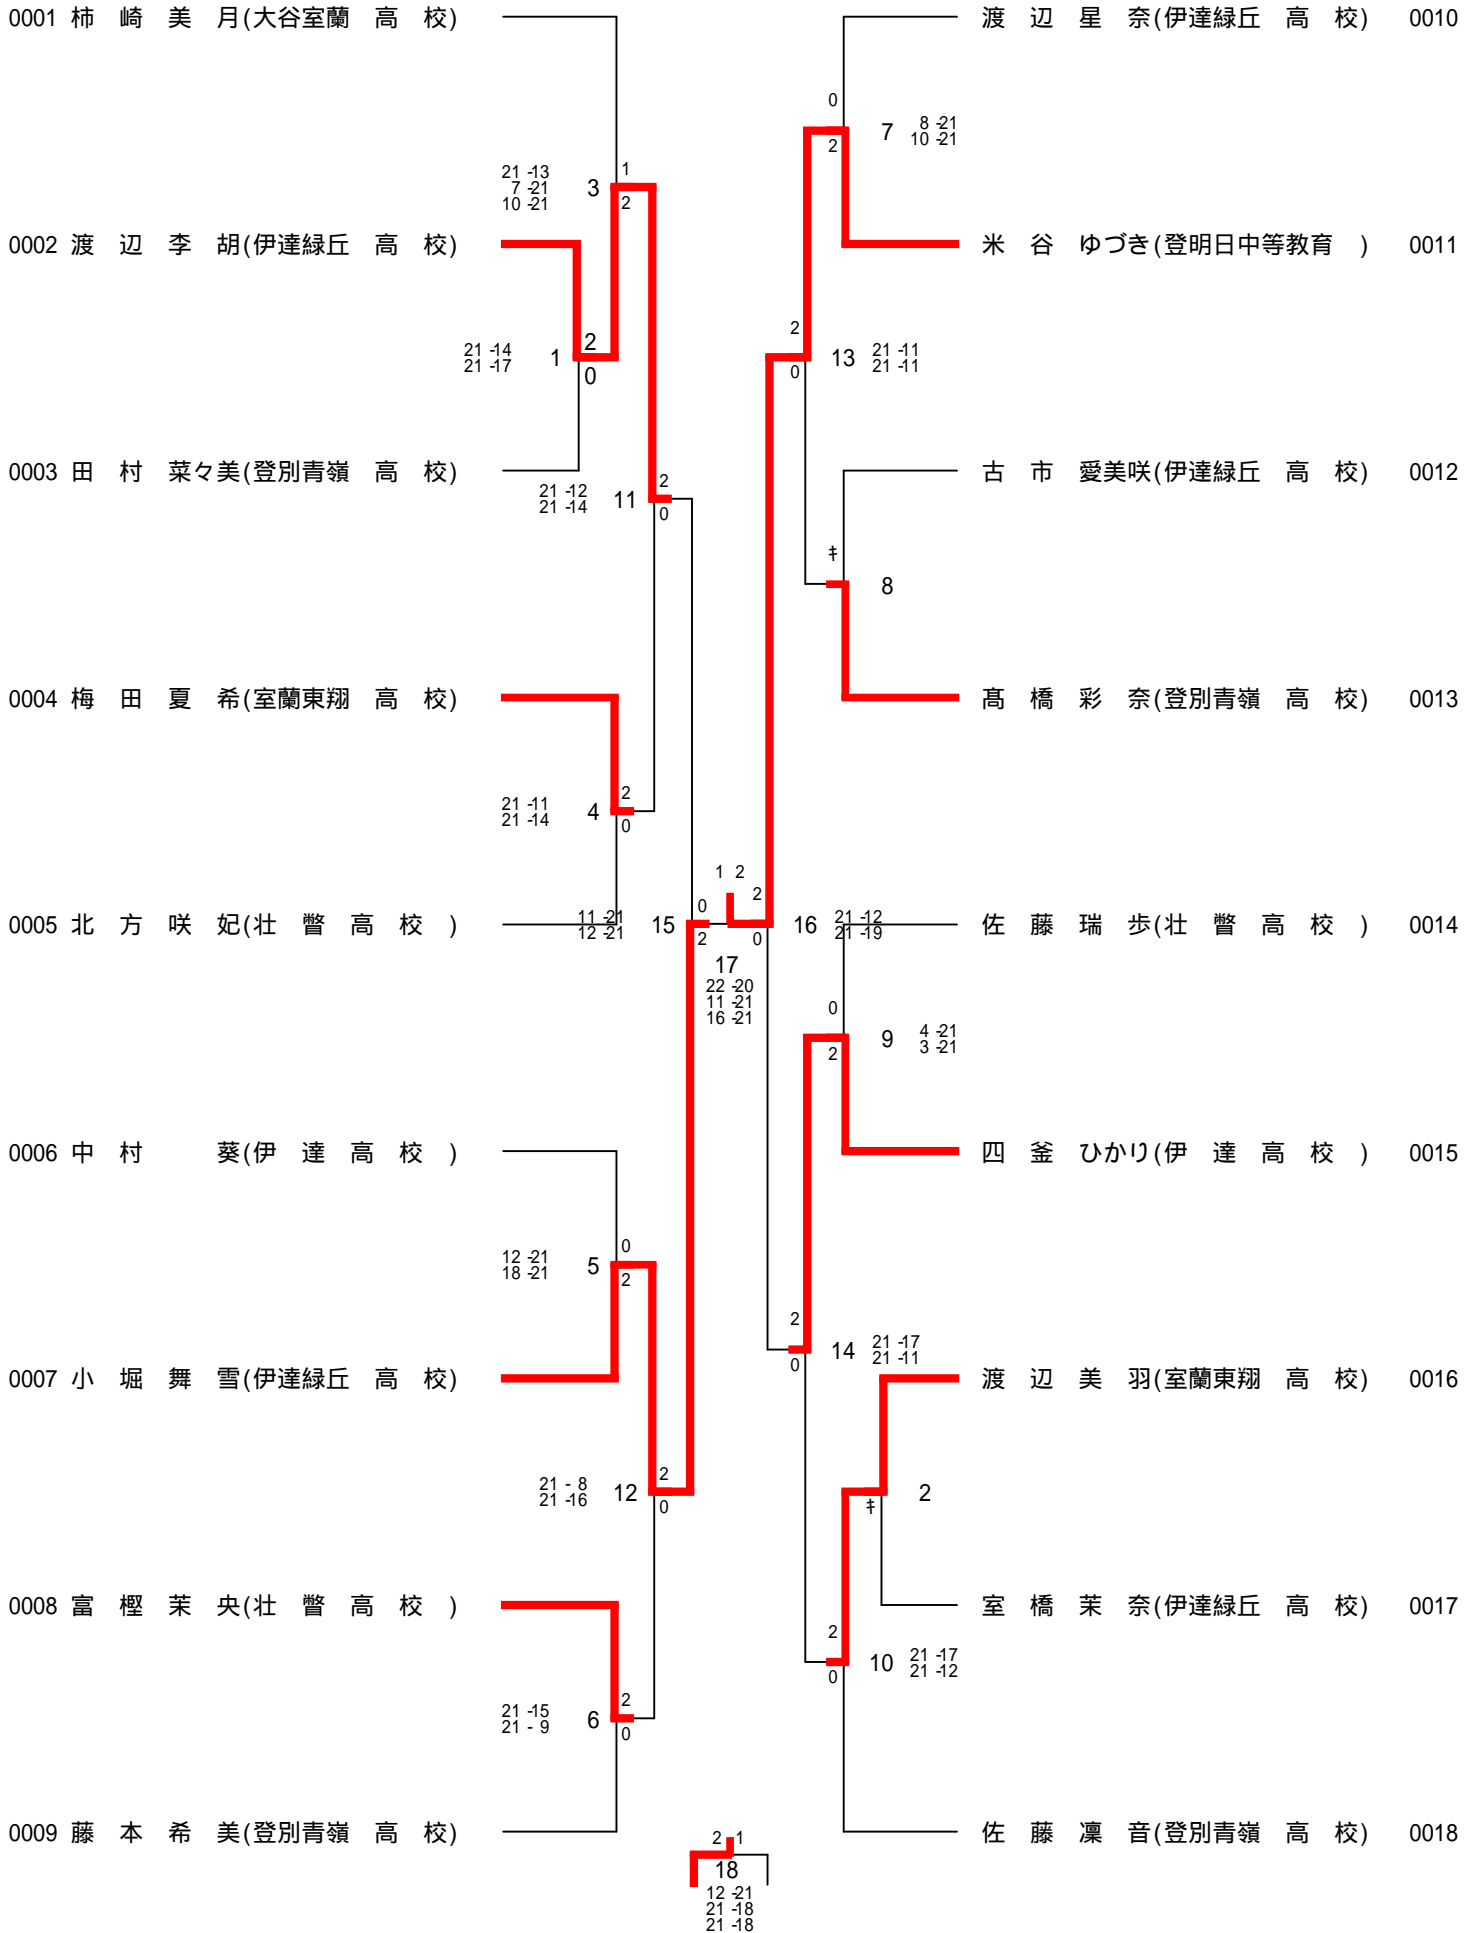 0001 柿 崎 美 月(大谷室蘭 高 校)
渡 辺 星 奈(伊達緑丘 高 校) 0010
0
7 8 -21
10 -21
2
21 -13
7 -21
10 -21
3
1
2
0002 渡 辺 李 胡(伊達緑丘 高 校)
米 谷 ゆづき(登明日中等教育 ) 0011
21 -14
21 -17
1
2
0
2
0
13 21 -11
21 -11
0003 田 村 菜々美(登別青嶺 高 校)
古 市 愛美咲(伊達緑丘 高 校) 0012
21 -12
21 -14
11
2
0
ｷ
8
0004 梅 田 夏 希(室蘭東翔 高 校)
髙 橋 彩 奈(登別青嶺 高 校) 0013
21 -11
21 -14
4
2
0
1 2
0005 北 方 咲 妃(壮 瞥 高 校 )
11 -21
12 -21
15
0
2
2
0
16 21 -12
21 -19
佐 藤 瑞 歩(壮 瞥 高 校 ) 0014
17
22 -20
11 -21
16 -21
0
2
9 4 -21
3 -21
0006 中 村 葵(伊 達 高 校 )
四 釜 ひかり(伊 達 高 校 ) 0015
12 -21
18 -21
5
0
2
2
0
14 21 -17
21 -11
0007 小 堀 舞 雪(伊達緑丘 高 校)
渡 辺 美 羽(室蘭東翔 高 校) 0016
21 - 8
21 -16
12
2
0
ｷ
2
0008 富 樫 茉 央(壮 瞥 高 校 )
室 橋 茉 奈(伊達緑丘 高 校) 0017
2
0
10 21 -17
21 -12
21 -15
21 - 9
6
2
0
0009 藤 本 希 美(登別青嶺 高 校)
佐 藤 凜 音(登別青嶺 高 校) 0018
2 1
18
12 -21
21 -18
21 -18